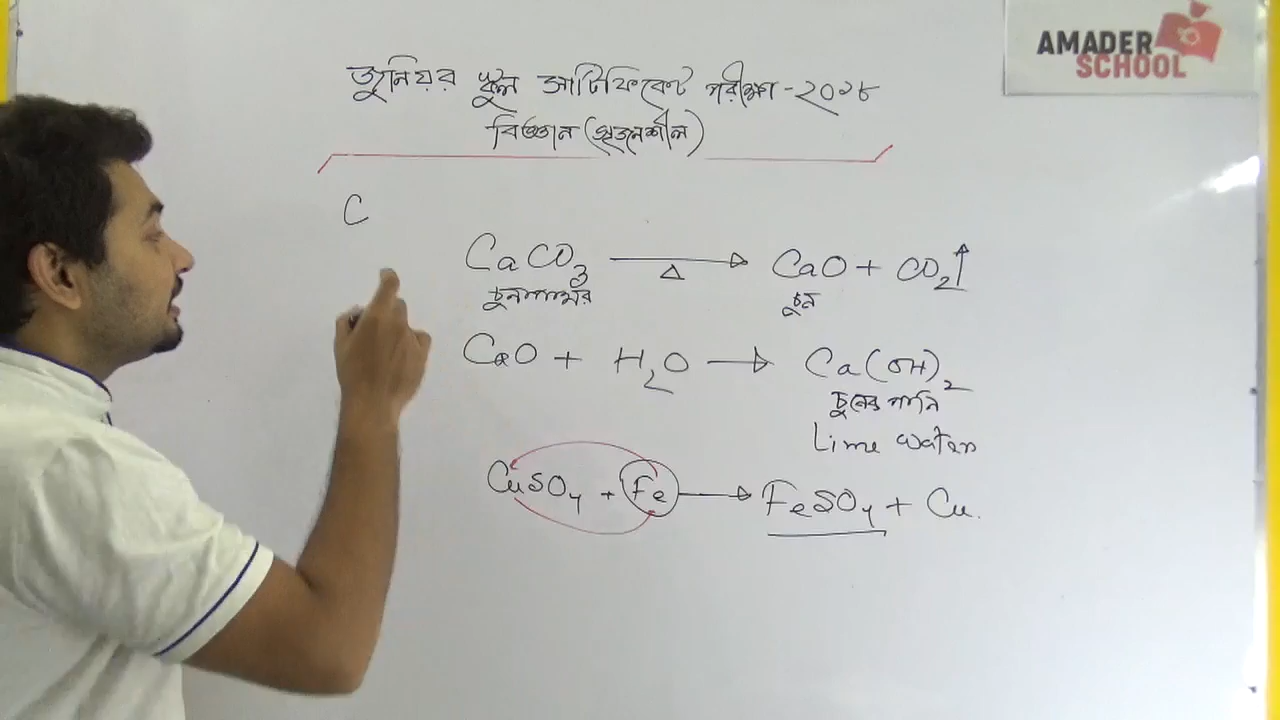 AMADER
SCHOOL
জুনিয়র স্কুল সার্টিফিকেট পরীক্ষা-২০১৮
বিজ্ঞান (সৃজনশীল)
C
CaCO3 → CaO + CO2↑
Δ
চুনাপাথর চুন
CaO + H2O → Ca(OH)2
চুনের পানি
Lime water
CuSO4 + Fe → FeSO4 + Cu.